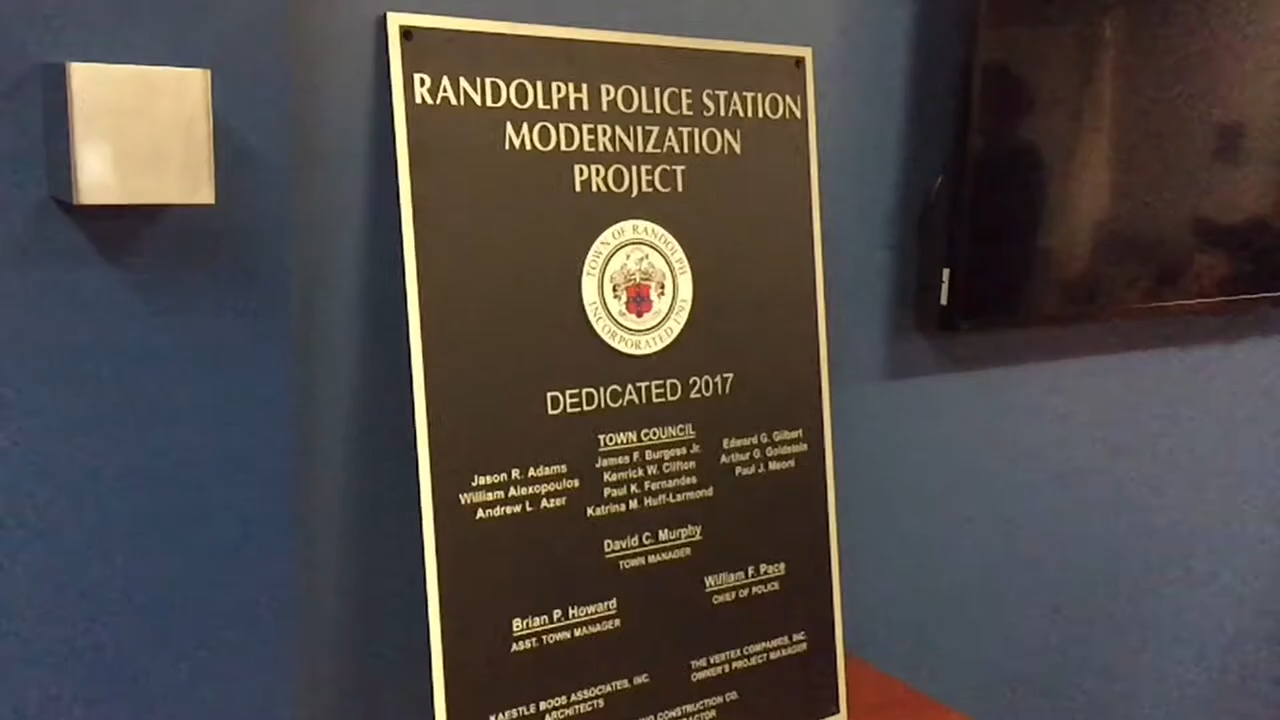 RANDOLPH POLICE STATION
MODERNIZATION
PROJECT
TOWN OF RANDOLPH
INCORPORATED 1793
DEDICATED 2017
TOWN COUNCIL
Jason R. Adams
William Alexopoulos
Andrew L. Azer
James F. Burgess Jr.
Kenrick W. Clifton
Paul K. Fernandes
Katrina M. Huff-Larmond
Edward G. Gilbert
Arthur G. Goldstein
Paul J. Meoni
David C. Murphy
TOWN MANAGER
William F. Pace
CHIEF OF POLICE
Brian P. Howard
ASST. TOWN MANAGER
THE VERTEX COMPANIES, INC.
OWNER'S PROJECT MANAGER
KAESTLE BOOS ASSOCIATES, INC.
ARCHITECTS
CONSTRUCTION CO.